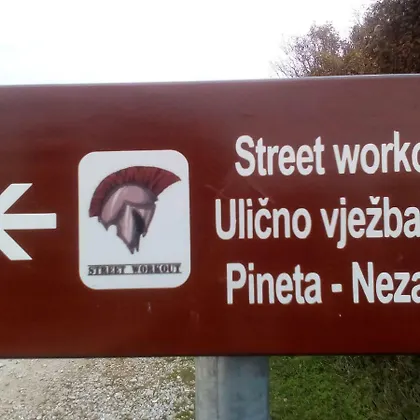 Street worko
Ulično vježba
Pineta - Neza
STREET WORKOUT